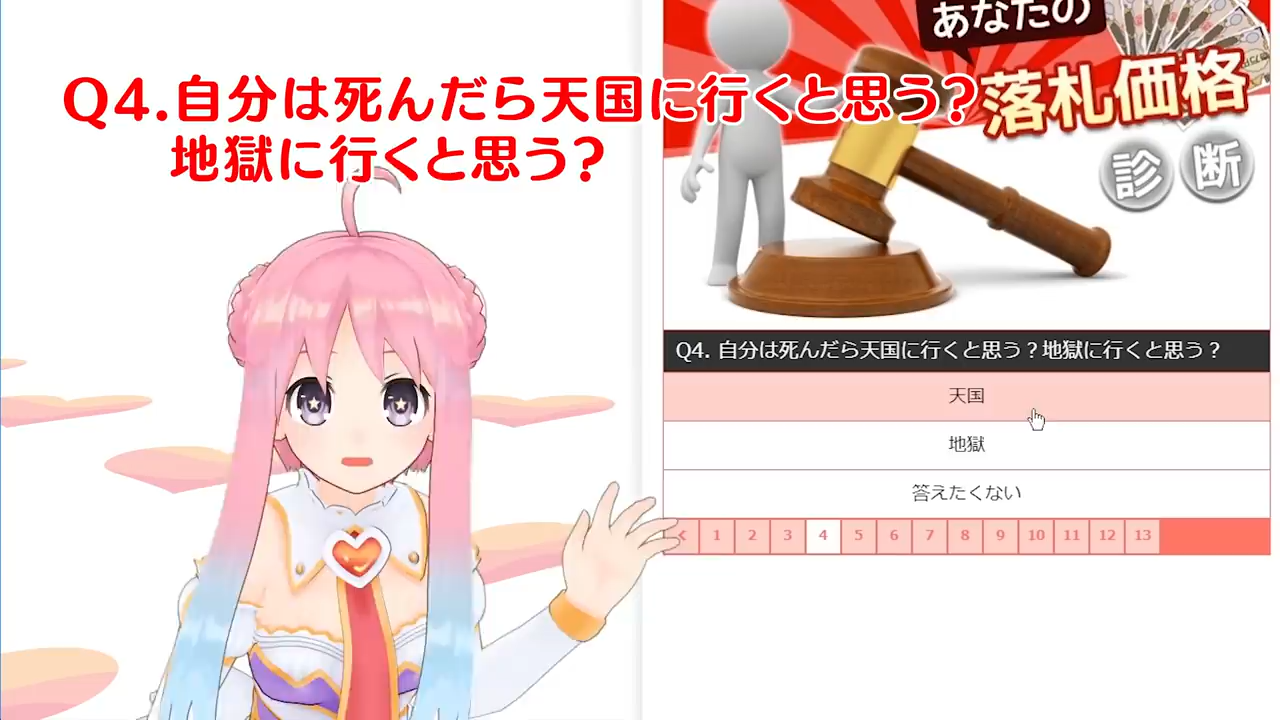 Q4.自分は死んだら天国に行くと思う?
地獄に行くと思う?
あなたの
落札価格
診断
Q4. 自分は死んだら天国に行くと思う？地獄に行くと思う？
天国
地獄
答えたくない
< 1 2 3 4 5 6 7 8 9 10 11 12 13